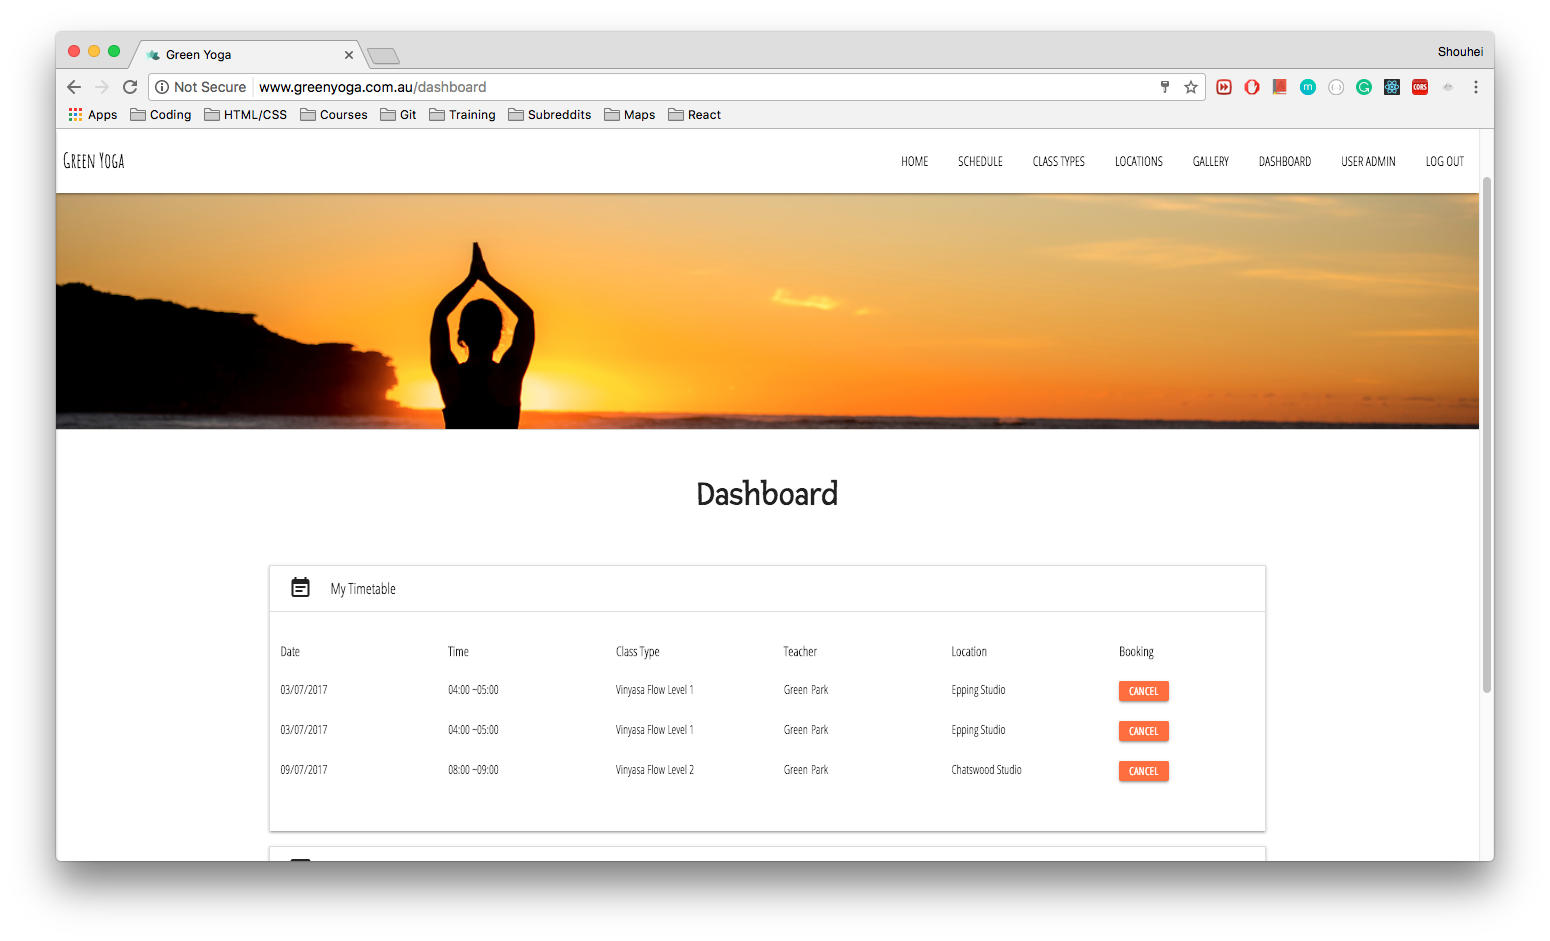 Green Yoga
Shouhei
Not Secure www.greenyoga.com.au/dashboard
m
CORS
Apps Coding HTML/CSS Courses Git Training Subreddits Maps React
Green Yoga HOME SCHEDULE CLASS TYPES LOCATIONS GALLERY DASHBOARD USER ADMIN LOG OUT
Dashboard
My Timetable
Date Time Class Type Teacher Location Booking
03/07/2017 04:00 ~05:00 Vinyasa Flow Level 1 Green Park Epping Studio CANCEL
03/07/2017 04:00 ~05:00 Vinyasa Flow Level 1 Green Park Epping Studio CANCEL
09/07/2017 08:00 ~09:00 Vinyasa Flow Level 2 Green Park Chatswood Studio CANCEL